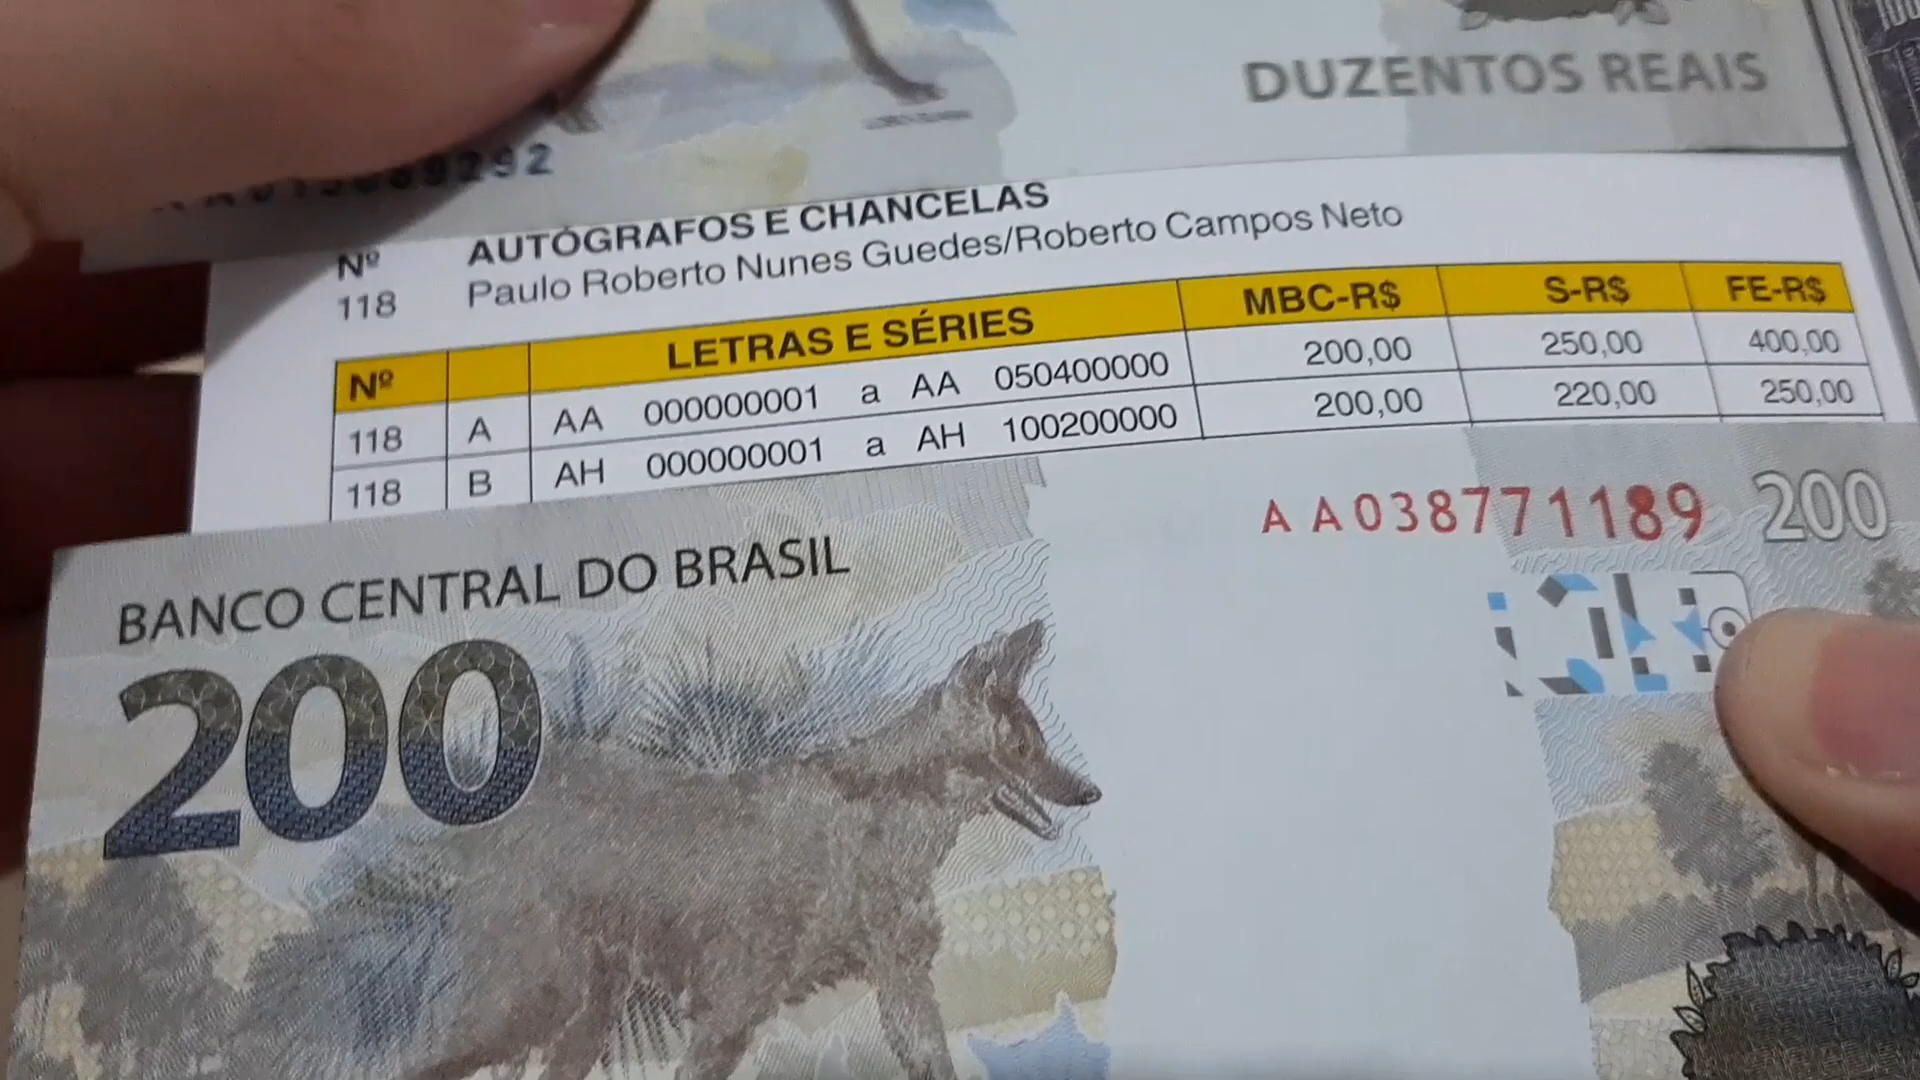 DUZENTOS REAIS
292
Nº AUTÓGRAFOS E CHANCELAS
118 Paulo Roberto Nunes Guedes/Roberto Campos Neto
Nº LETRAS E SÉRIES MBC-R$ S-R$ FE-R$
118 A AA 000000001 a AA 050400000 200,00 250,00 400,00
118 B AH 000000001 a AH 100200000 200,00 220,00 250,00
AA038771189 200
BANCO CENTRAL DO BRASIL
200